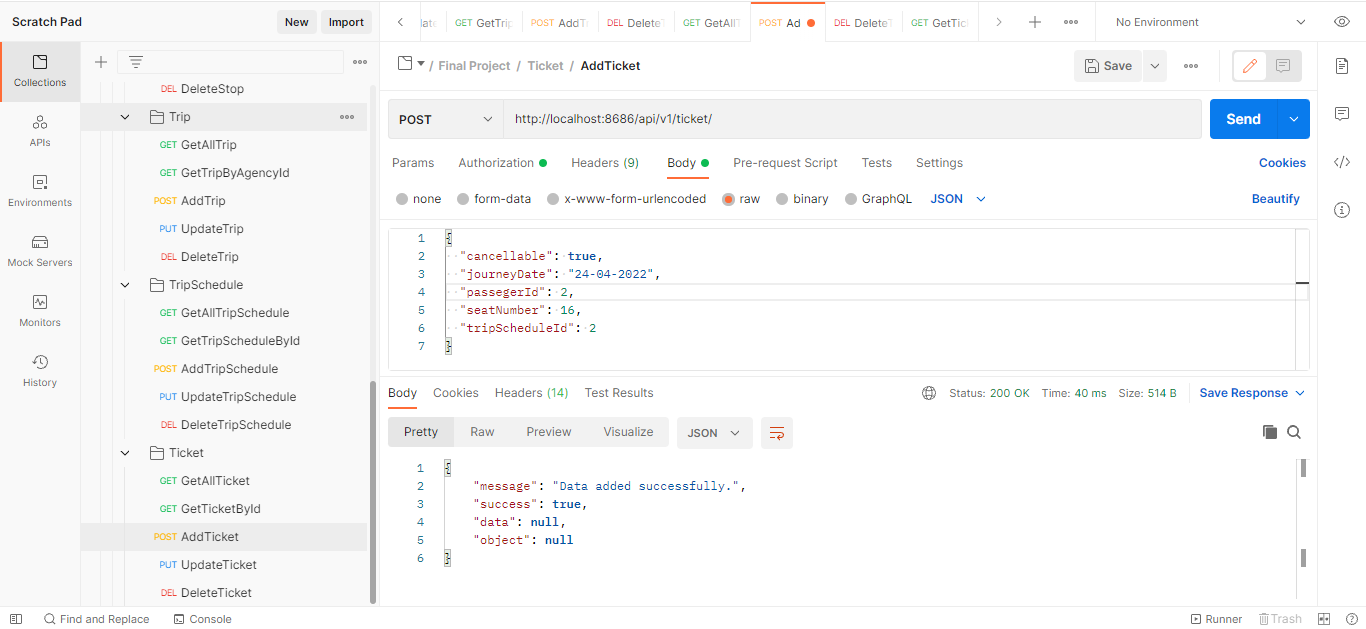 Scratch Pad
New
Import
GetTrip
POST AddT
DEL Delete
GET GetAllT
POST Ad
DEL Delete
GET GetTic
No Environment
Collections
APIs
Environments
Mock Servers
Monitors
History
DEL DeleteStop
Trip
GET GetAllTrip
GET GetTripByAgencyId
POST AddTrip
PUT UpdateTrip
DEL DeleteTrip
TripSchedule
GET GetAllTripSchedule
GET GetTripScheduleById
POST AddTripSchedule
PUT UpdateTripSchedule
DEL DeleteTripSchedule
Ticket
GET GetAllTicket
GET GetTicketById
POST AddTicket
PUT UpdateTicket
DEL DeleteTicket
/ Final Project / Ticket / AddTicket
Save
POST
http://localhost:8686/api/v1/ticket/
Send
Params Authorization Headers (9) Body Pre-request Script Tests Settings
Cookies
none form-data x-www-form-urlencoded raw binary GraphQL JSON
Beautify
1 {
2 "cancellable": true,
3 "journeyDate": "24-04-2022",
4 "passegerId": 2,
5 "seatNumber": 16,
6 "tripScheduleId": 2
7 }
Body Cookies Headers (14) Test Results
Status: 200 OK Time: 40 ms Size: 514 B
Save Response
Pretty Raw Preview Visualize JSON
1 {
2 "message": "Data added successfully.",
3 "success": true,
4 "data": null,
5 "object": null
6 }
Find and Replace
Console
Runner
Trash